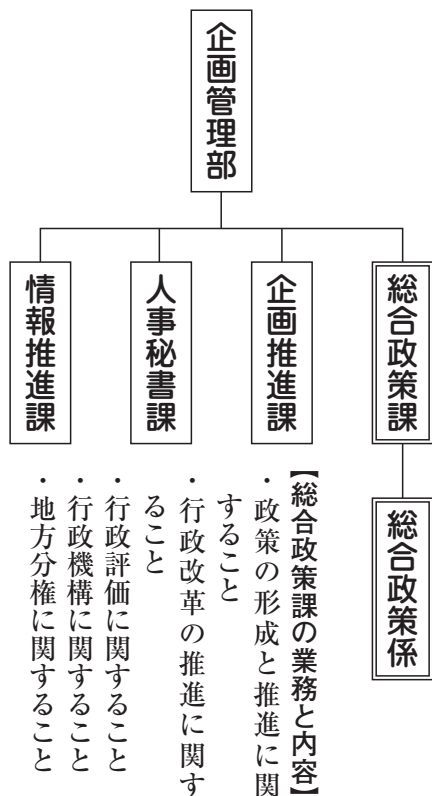 企画管理部
総合政策課
総合政策係
企画推進課
人事秘書課
情報推進課
【総合政策課の業務と内容】
・政策の形成と推進に関
すること
・行政改革の推進に関す
ること
・行政評価に関すること
・行政機構に関すること
・地方分権に関すること